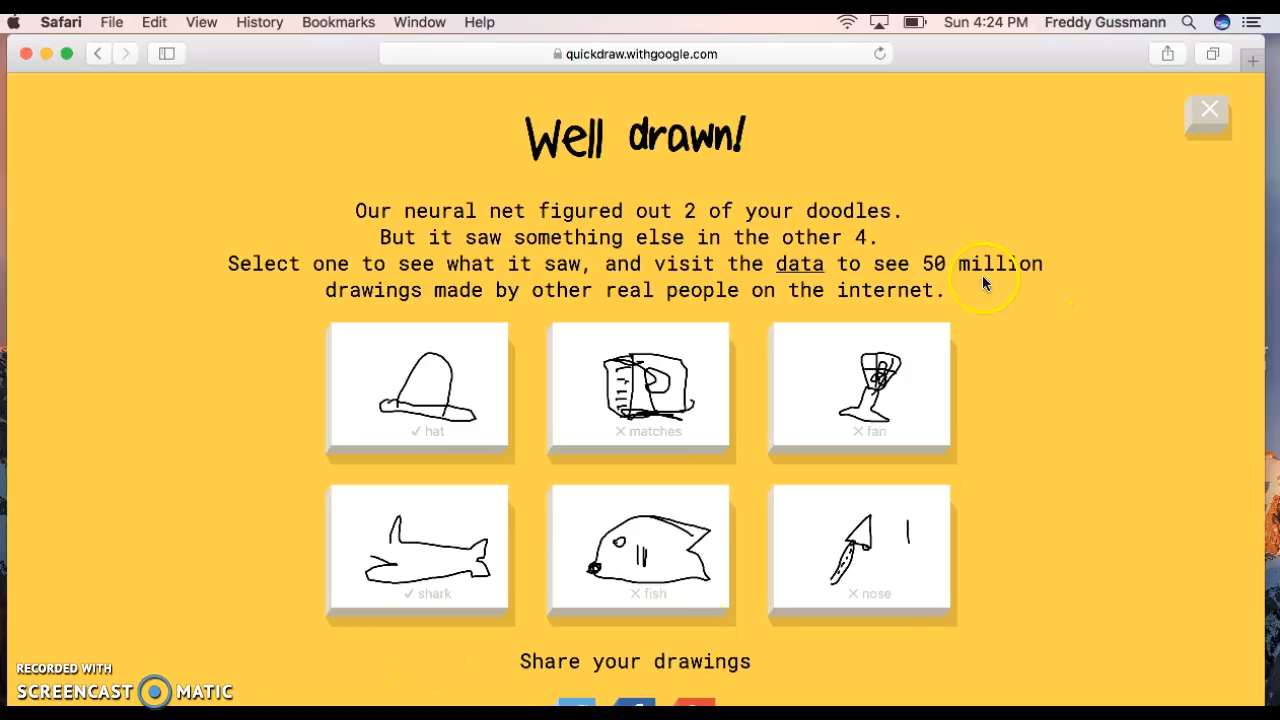 Safari File Edit View History Bookmarks Window Help Sun 4:24 PM Freddy Gussmann
quickdraw.withgoogle.com
Well drawn!
Our neural net figured out 2 of your doodles.
But it saw something else in the other 4.
Select one to see what it saw, and visit the data to see 50 million
drawings made by other real people on the internet.
✓ hat ✕ matches ✕ fan
✓ shark ✕ fish ✕ nose
Share your drawings
RECORDED WITH
SCREENCAST MATIC